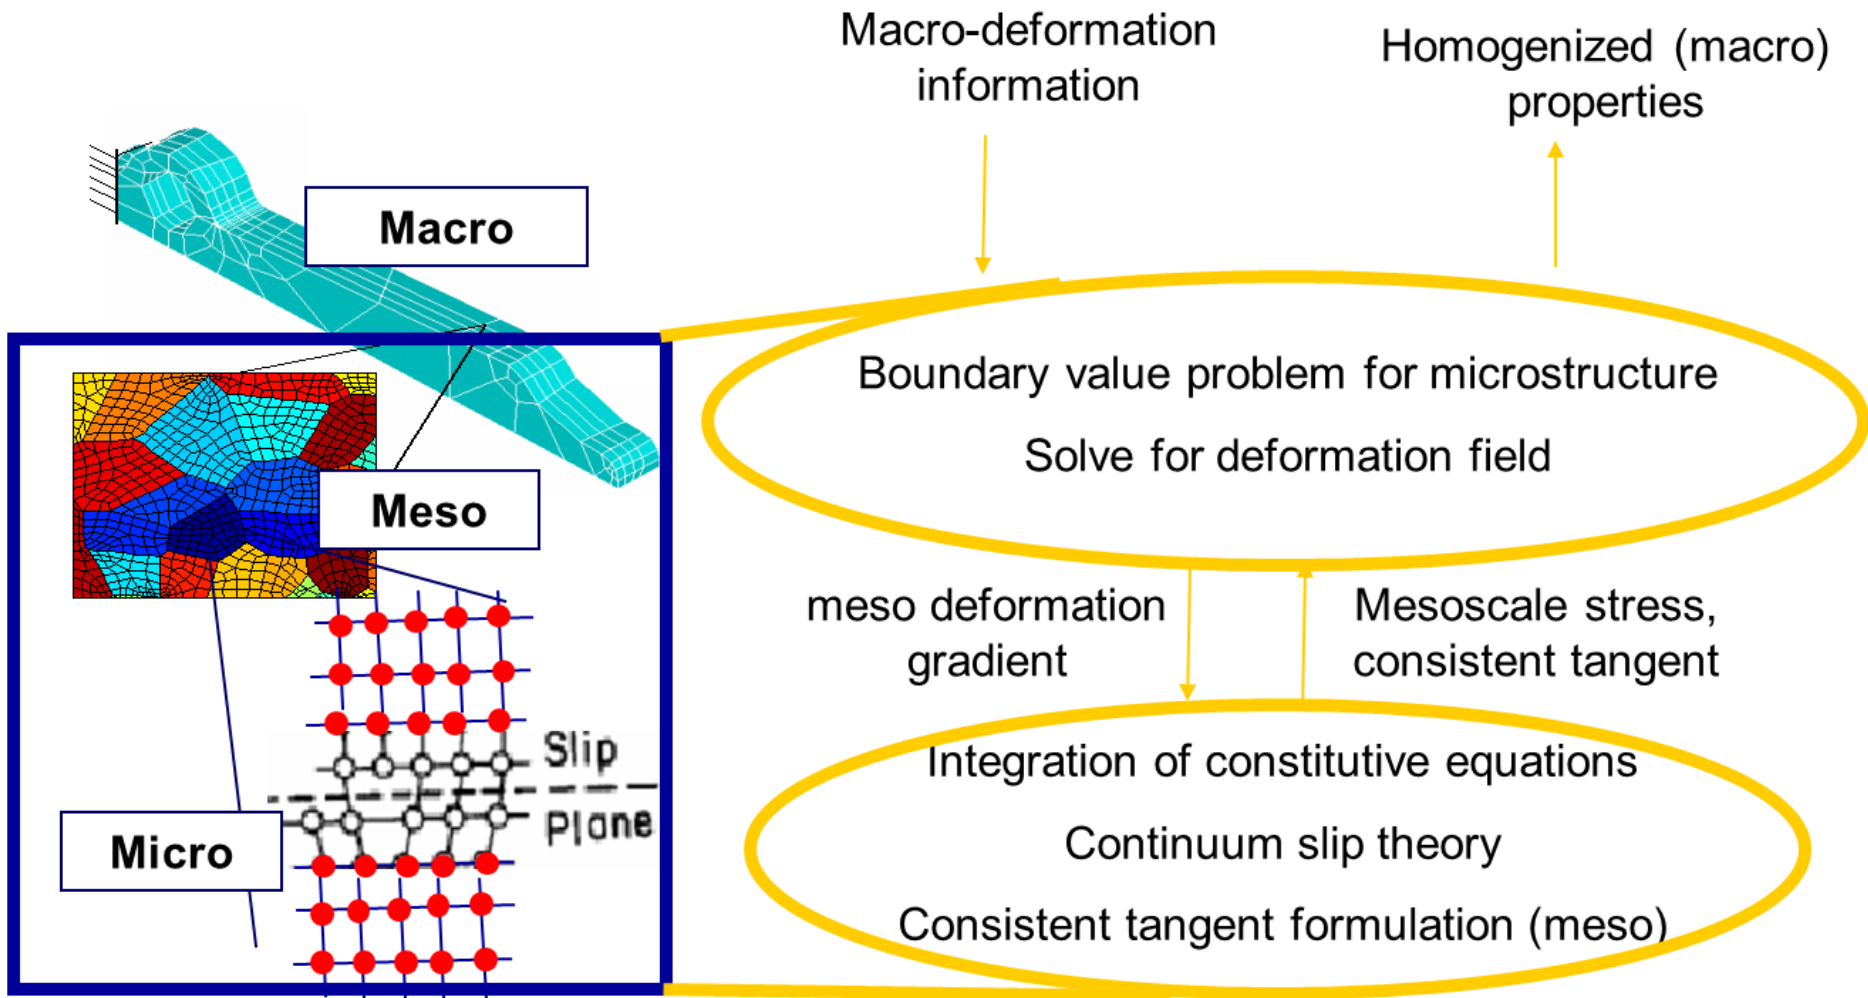 Macro-deformation
information
Homogenized (macro)
properties
Macro
Boundary value problem for microstructure
Solve for deformation field
Meso
meso deformation
gradient
Mesoscale stress,
consistent tangent
Slip
Plane
Micro
Integration of constitutive equations
Continuum slip theory
Consistent tangent formulation (meso)